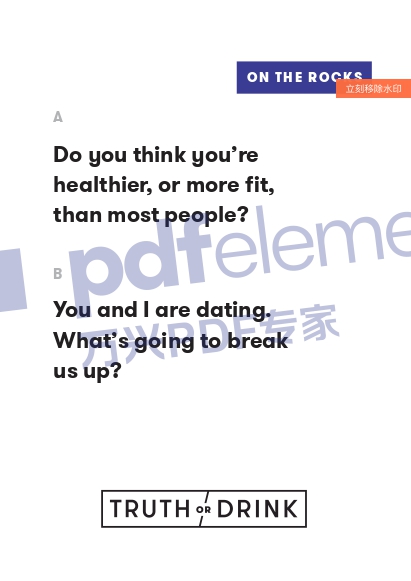 ON THE ROCKS
立刻移除水印
A
Do you think you're
healthier, or more fit,
than most people?
pdfeleme
B
You and I are dating.
What's going to break
us up?
万兴PDF专家
TRUTH OR DRINK